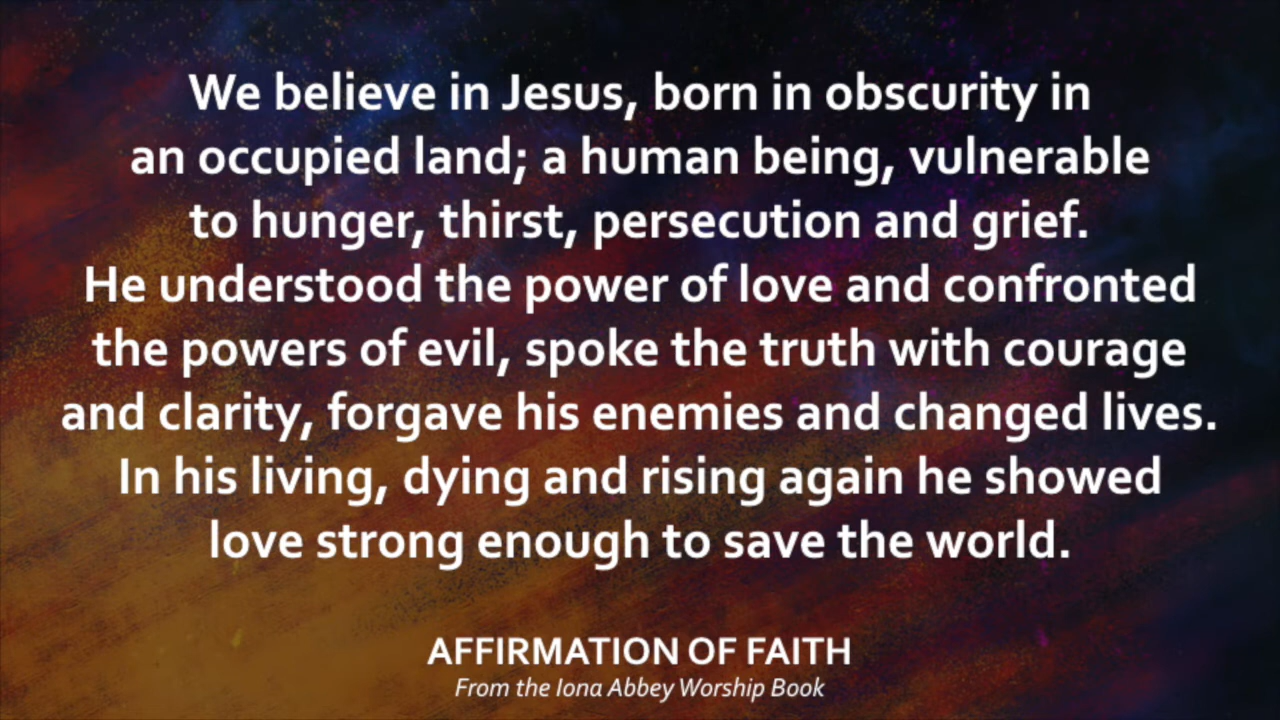 We believe in Jesus, born in obscurity in
an occupied land; a human being, vulnerable
to hunger, thirst, persecution and grief.
He understood the power of love and confronted
the powers of evil, spoke the truth with courage
and clarity, forgave his enemies and changed lives.
In his living, dying and rising again he showed
love strong enough to save the world.
AFFIRMATION OF FAITH
From the Iona Abbey Worship Book